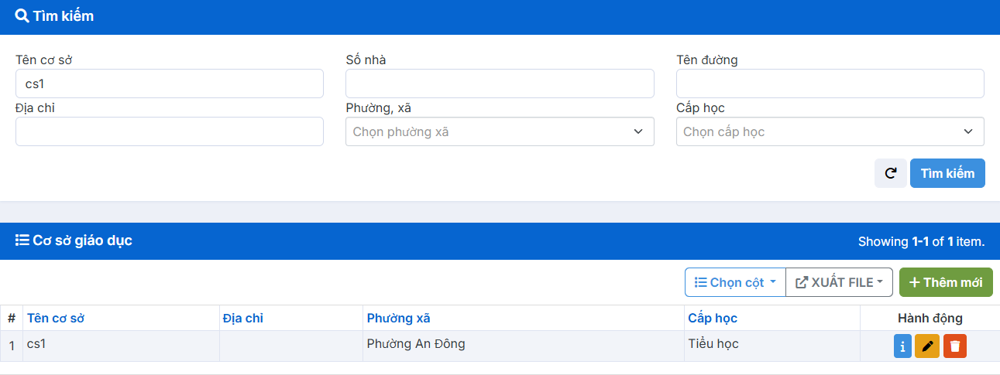 Tìm kiếm
Tên cơ sở
Số nhà
Tên đường
cs1
Địa chỉ
Phường, xã
Cấp học
Chọn phường xã
Chọn cấp học
Tìm kiếm
Cơ sở giáo dục
Showing 1-1 of 1 item.
Chọn cột
XUẤT FILE
Thêm mới
# Tên cơ sở Địa chỉ Phường xã Cấp học Hành động
1 cs1 Phường An Đông Tiểu học